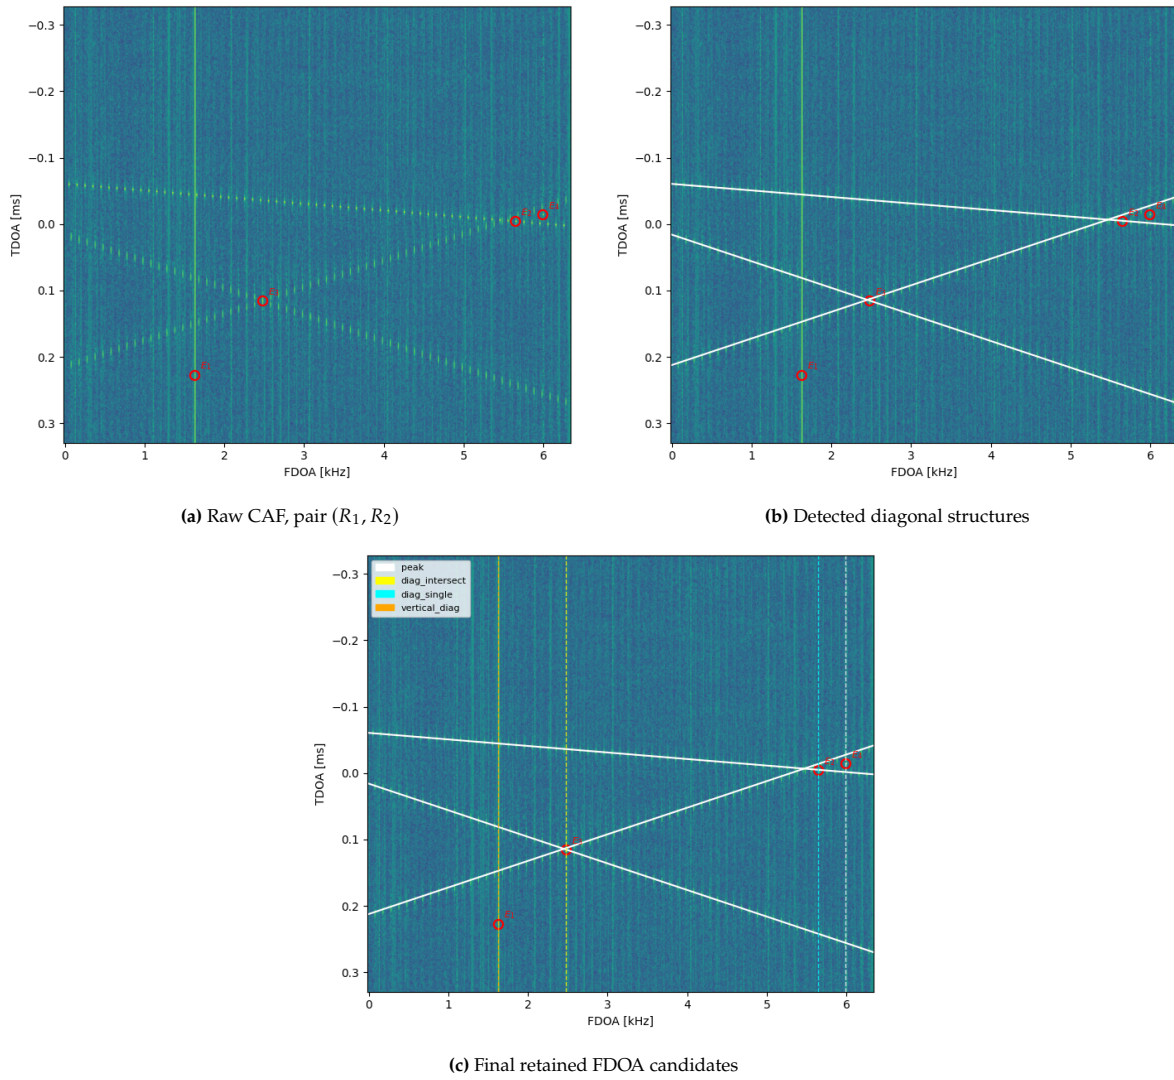 −0.3
−0.2
−0.1
0.0
0.1
0.2
0.3
TDOA [ms]
0 1 2 3 4 5 6
FDOA [kHz]
(a) Raw CAF, pair (R₁, R₂)
−0.3
−0.2
−0.1
0.0
0.1
0.2
0.3
TDOA [ms]
0 1 2 3 4 5 6
FDOA [kHz]
(b) Detected diagonal structures
peak
diag_intersect
diag_single
vertical_diag
−0.3
−0.2
−0.1
0.0
0.1
0.2
0.3
TDOA [ms]
0 1 2 3 4 5 6
FDOA [kHz]
(c) Final retained FDOA candidates